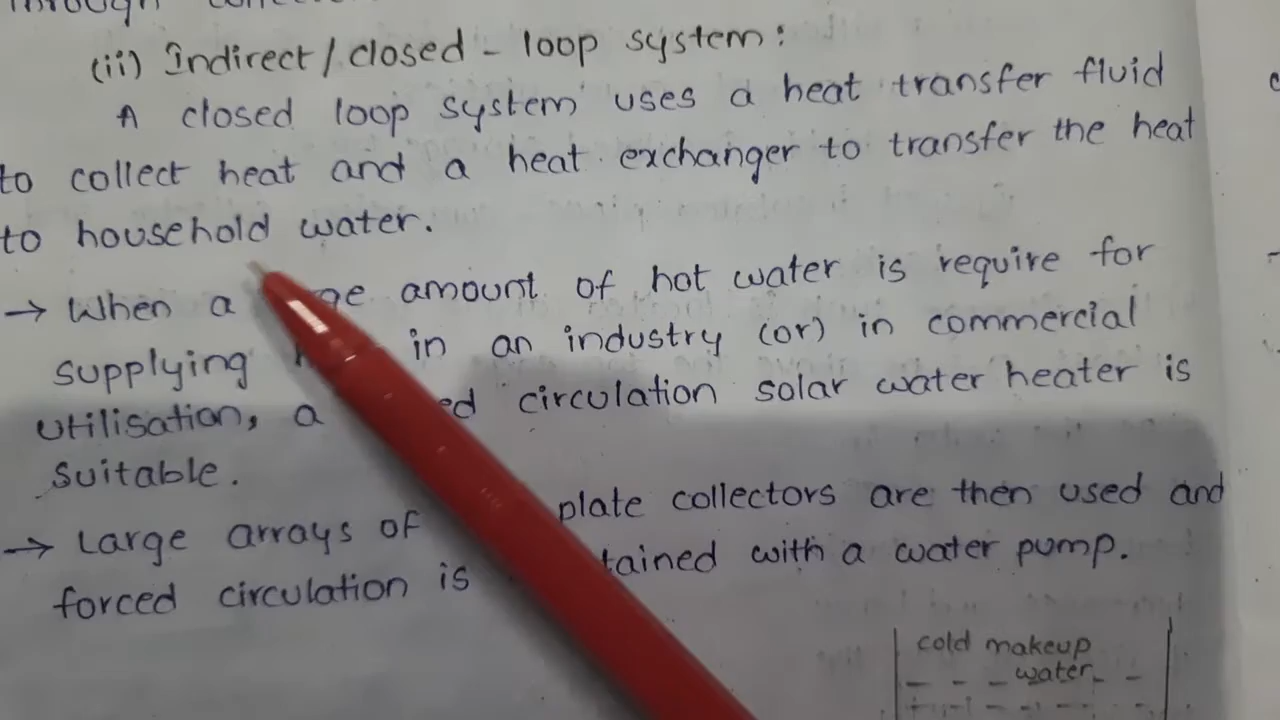 through
(ii) Indirect/closed - loop system:
A closed loop system uses a heat transfer fluid
to collect heat and a heat exchanger to transfer the heat
to household water.
→ When a amount of hot water is require for
supplying in an industry (or) in commercial
utilisation, a circulation solar water heater is
suitable.
→ Large arrays of plate collectors are then used and
forced circulation is with a water pump.
cold makeup
water